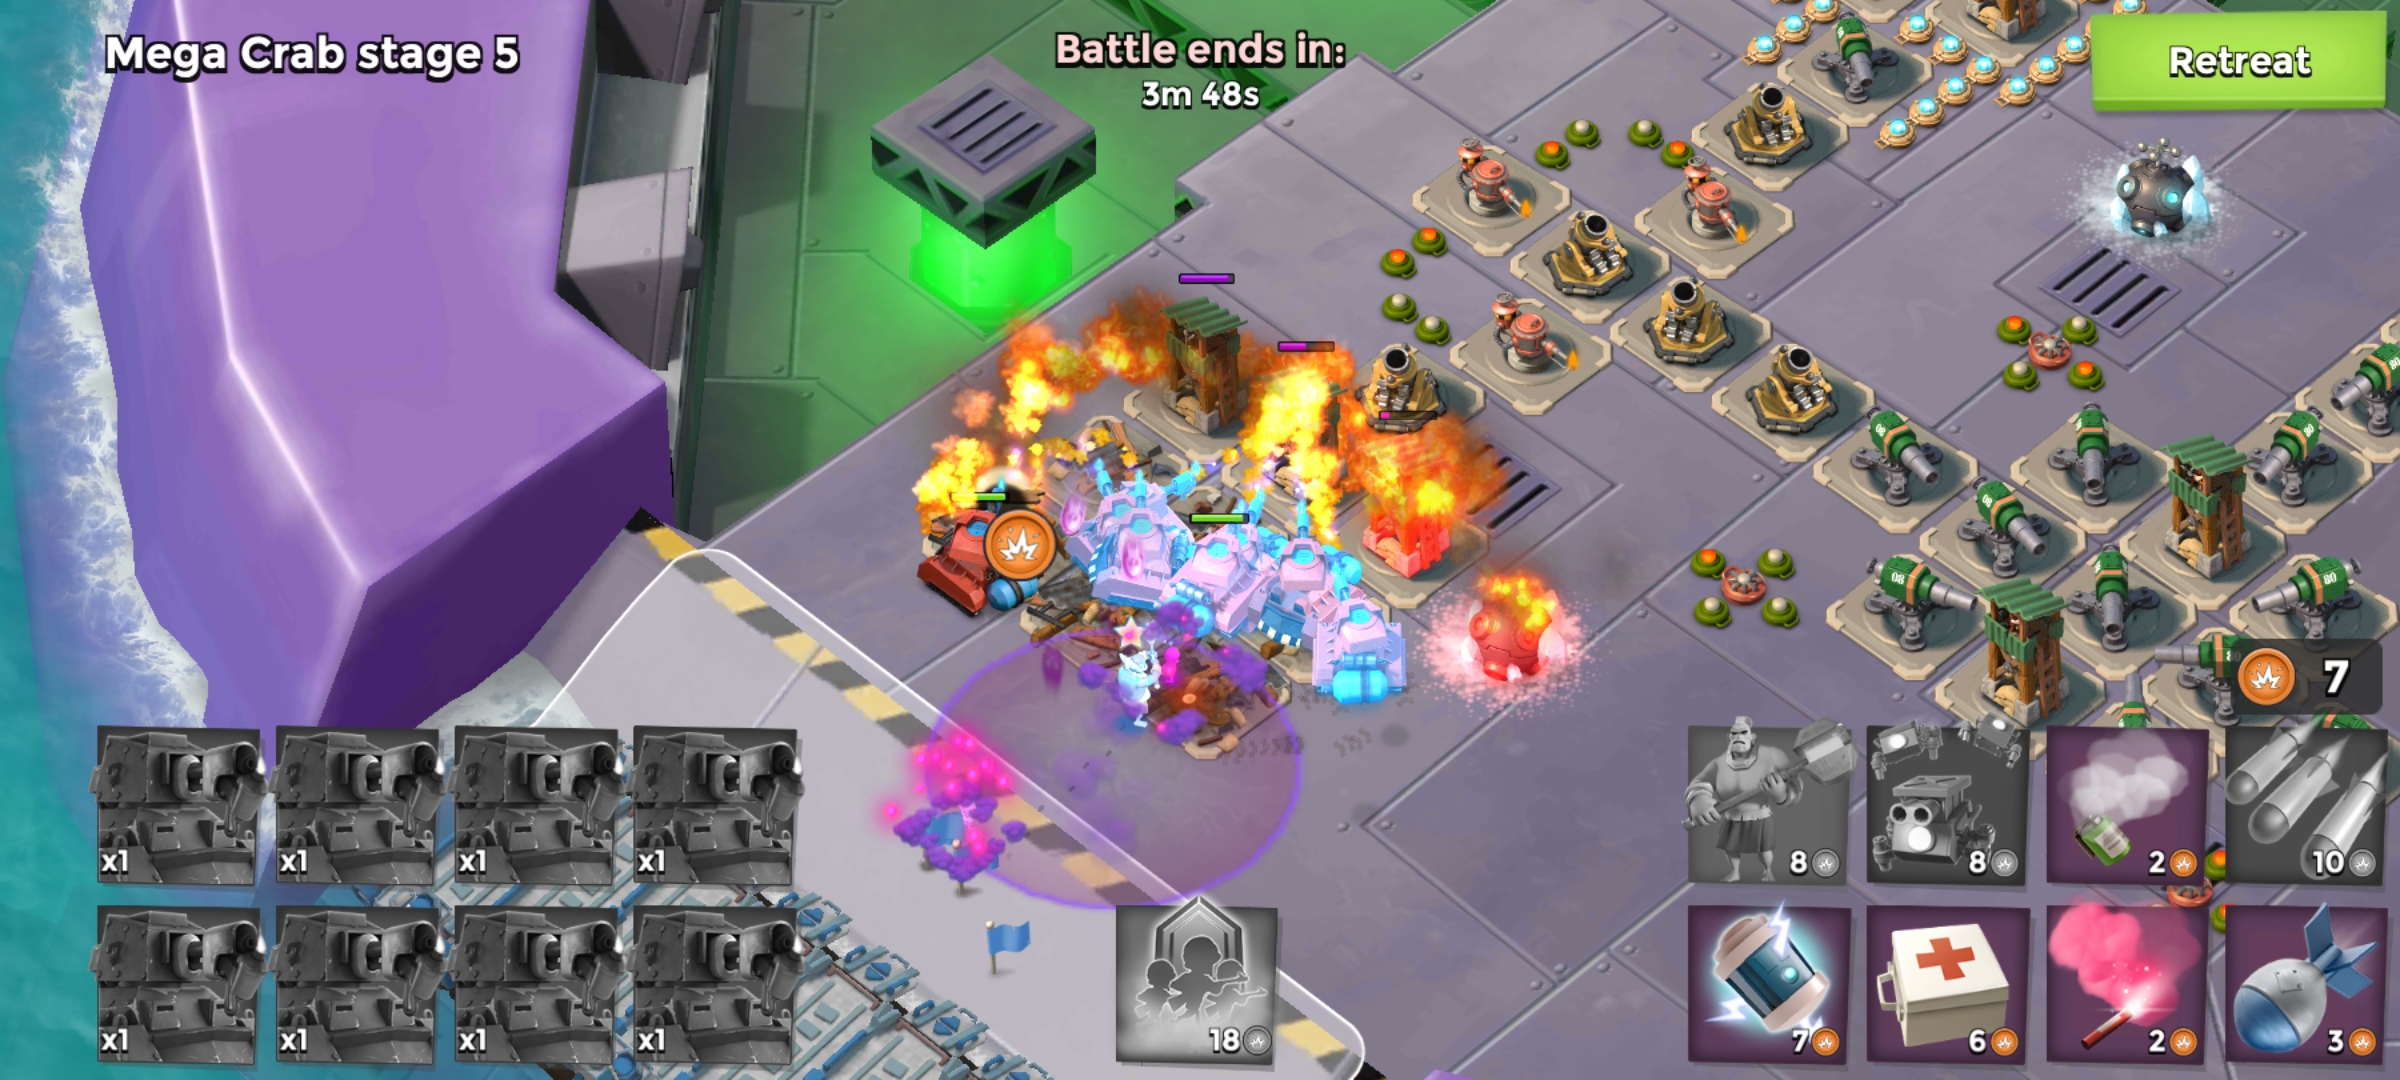 Mega Crab stage 5
Battle ends in:
3m 48s
Retreat
7
x1
x1
x1
x1
8
8
2
10
x1
x1
x1
x1
18
7
6
2
3